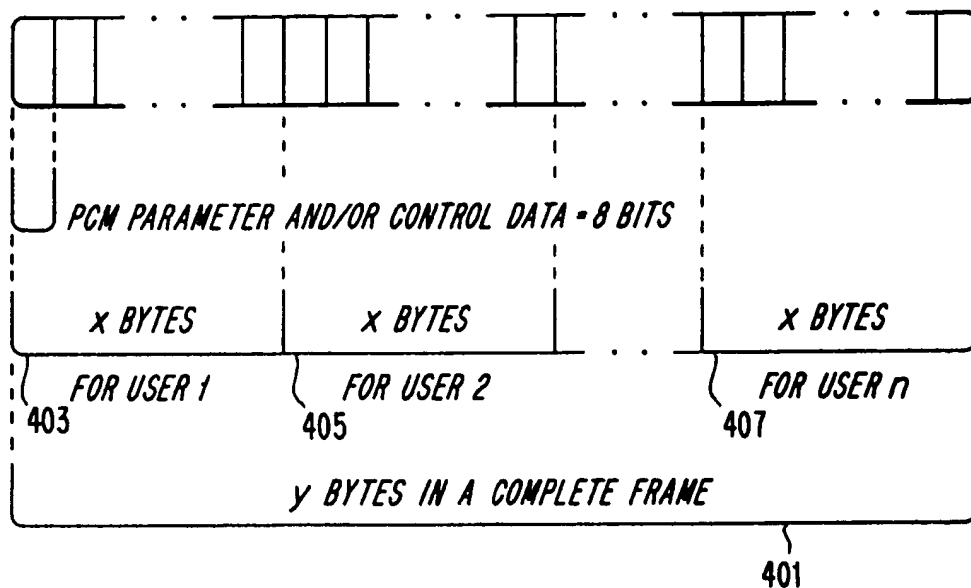 PCM PARAMETER AND/OR CONTROL DATA = 8 BITS
x BYTES x BYTES x BYTES
FOR USER 1 FOR USER 2 FOR USER n
403 405 407
y BYTES IN A COMPLETE FRAME
401